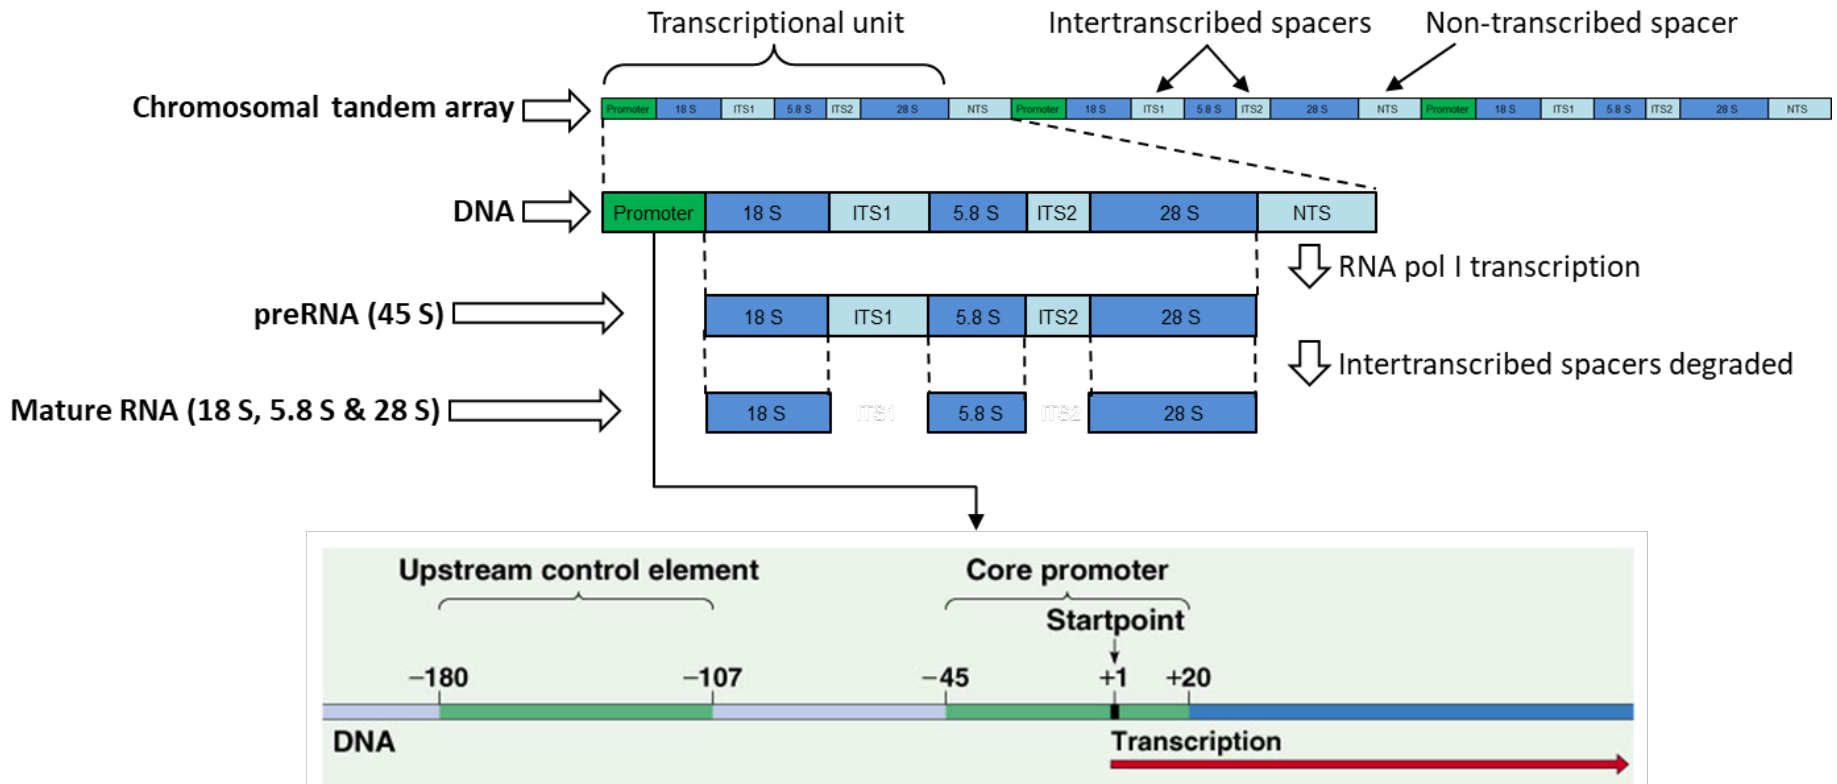 Transcriptional unit
Intertranscribed spacers
Non-transcribed spacer
Chromosomal tandem array
Promoter 18 S ITS1 5.8 S ITS2 28 S NTS Promoter 18 S ITS1 5.8 S ITS2 28 S NTS Promoter 18 S ITS1 5.8 S ITS2 28 S NTS
DNA
Promoter 18 S ITS1 5.8 S ITS2 28 S NTS
RNA pol I transcription
preRNA (45 S)
18 S ITS1 5.8 S ITS2 28 S
Intertranscribed spacers degraded
Mature RNA (18 S, 5.8 S & 28 S)
18 S ITS1 5.8 S ITS2 28 S
Upstream control element
Core promoter
Startpoint
−180 −107 −45 +1 +20
DNA
Transcription